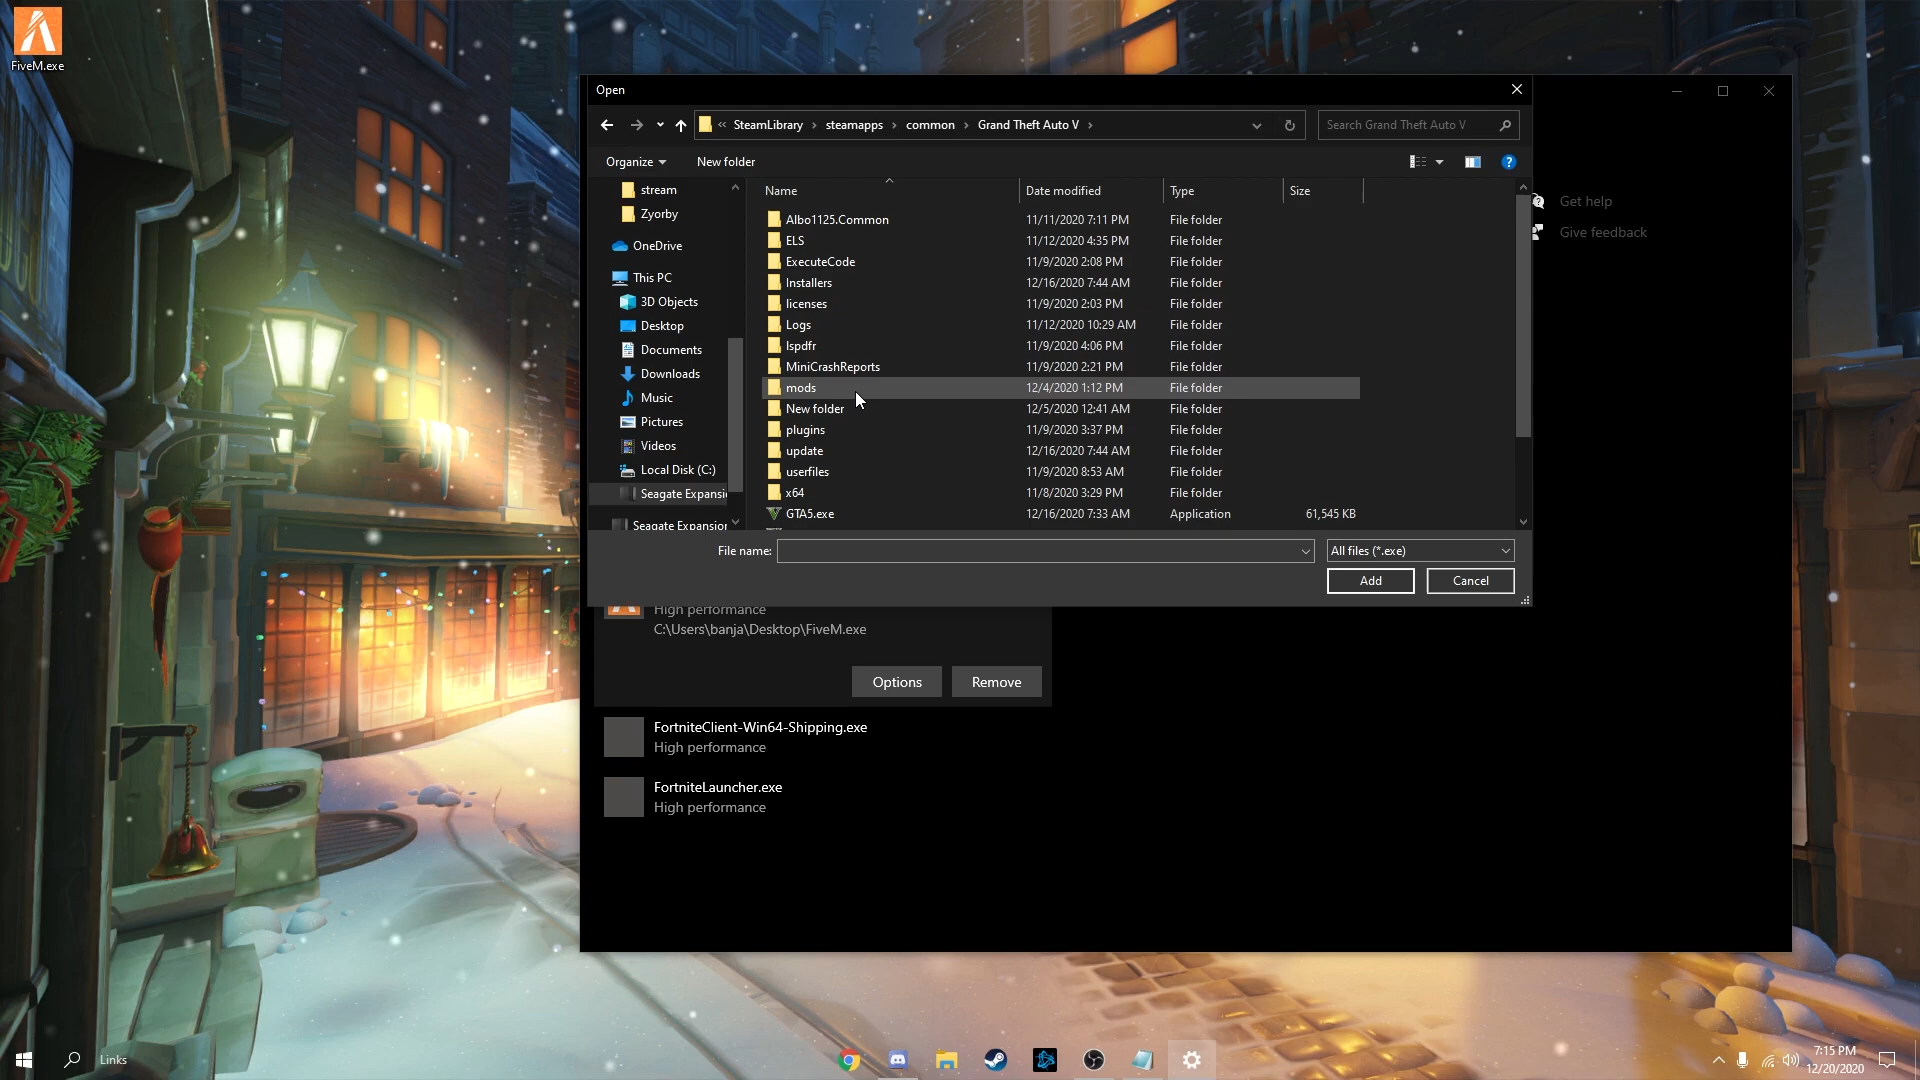 FiveM.exe
Open
« SteamLibrary › steamapps › common › Grand Theft Auto V ›
Search Grand Theft Auto V
Organize
New folder
stream
Zyorby
OneDrive
This PC
3D Objects
Desktop
Documents
Downloads
Music
Pictures
Videos
Local Disk (C:)
Seagate Expansi
Seagate Expansion
Name Date modified Type Size
Albo1125.Common 11/11/2020 7:11 PM File folder
ELS 11/12/2020 4:35 PM File folder
ExecuteCode 11/9/2020 2:08 PM File folder
Installers 12/16/2020 7:44 AM File folder
licenses 11/9/2020 2:03 PM File folder
Logs 11/12/2020 10:29 AM File folder
lspdfr 11/9/2020 4:06 PM File folder
MiniCrashReports 11/9/2020 2:21 PM File folder
mods 12/4/2020 1:12 PM File folder
New folder 12/5/2020 12:41 AM File folder
plugins 11/9/2020 3:37 PM File folder
update 12/16/2020 7:44 AM File folder
userfiles 11/9/2020 8:53 AM File folder
x64 11/8/2020 3:29 PM File folder
GTA5.exe 12/16/2020 7:33 AM Application 61,545 KB
File name:
All files (*.exe)
Add
Cancel
Get help
Give feedback
High performance
C:\Users\banja\Desktop\FiveM.exe
Options
Remove
FortniteClient-Win64-Shipping.exe
High performance
FortniteLauncher.exe
High performance
Links
7:15 PM
12/20/2020